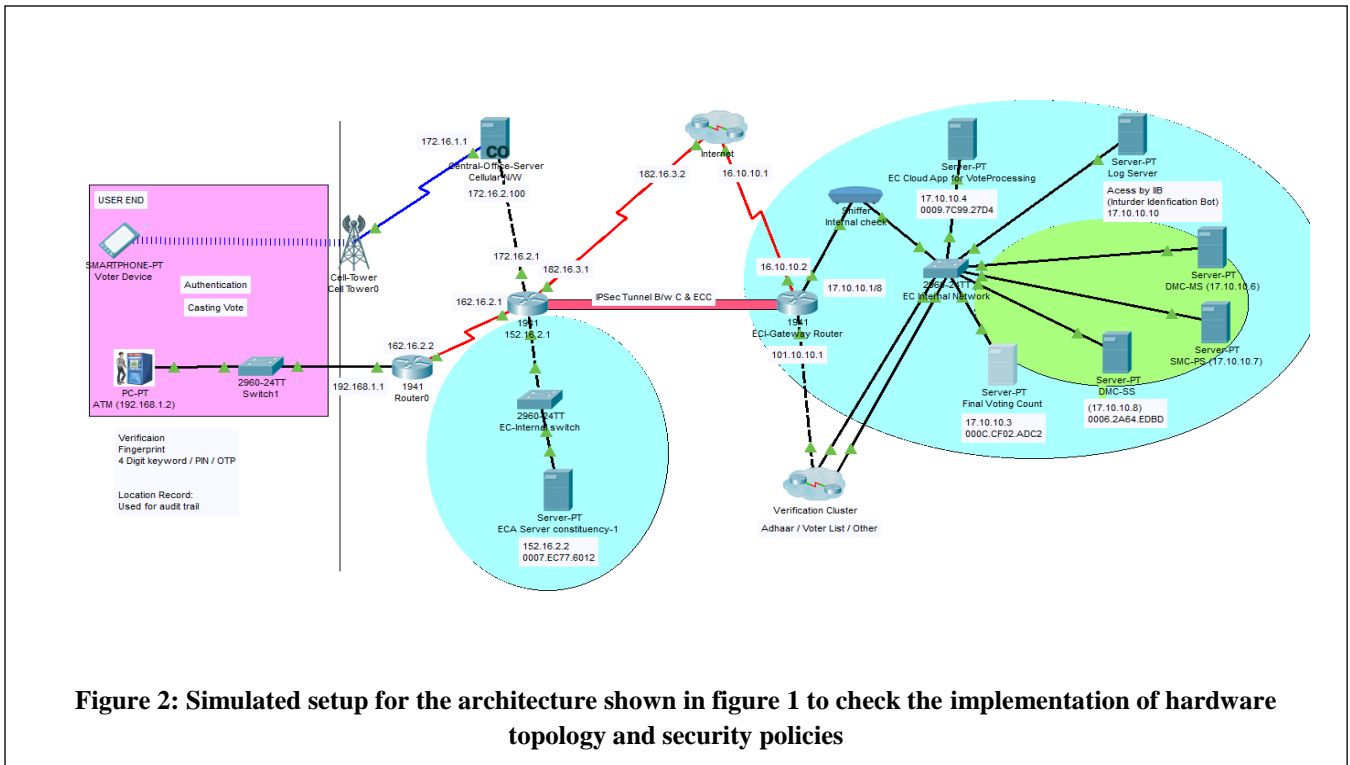 USER END
SMARTPHONE-PT
Voter Device
Authentication
Casting Vote
PC-PT
ATM (192.168.1.2)
2960-24TT
Switch1
Verificaion
Fingerprint
4 Digit keyword / PIN / OTP
Location Record:
Used for audit trail
Cell-Tower
Cell Tower0
172.16.1.1
CO
Central-Office-Server
Cellular N/W
172.16.2.100
172.16.2.1
182.16.3.1
162.16.2.1
1941
152.16.2.1
162.16.2.2
192.168.1.1
1941
Router0
2960-24TT
EC-Internal switch
Server-PT
ECA Server constituency-1
152.16.2.2
0007.EC77.6012
Internet
182.16.3.2
16.10.10.1
IPSec Tunnel B/w C & ECC
16.10.10.2
17.10.10.1/8
1941
ECI-Gateway Router
101.10.10.1
Sniffer
Internal check
Server-PT
EC Cloud App for VoteProcessing
17.10.10.4
0009.7C99.27D4
Server-PT
Log Server
Acess by IIB
(Inturder Idenfication Bot)
17.10.10.10
2960-24TT
EC Internal Network
Server-PT
DMC-MS (17.10.10.6)
Server-PT
SMC-PS (17.10.10.7)
Server-PT
DMC-SS
(17.10.10.8)
0006.2A64.EDBD
Server-PT
Final Voting Count
17.10.10.3
000C.CF02.ADC2
Verification Cluster
Adhaar / Voter List / Other
Figure 2: Simulated setup for the architecture shown in figure 1 to check the implementation of hardware
topology and security policies